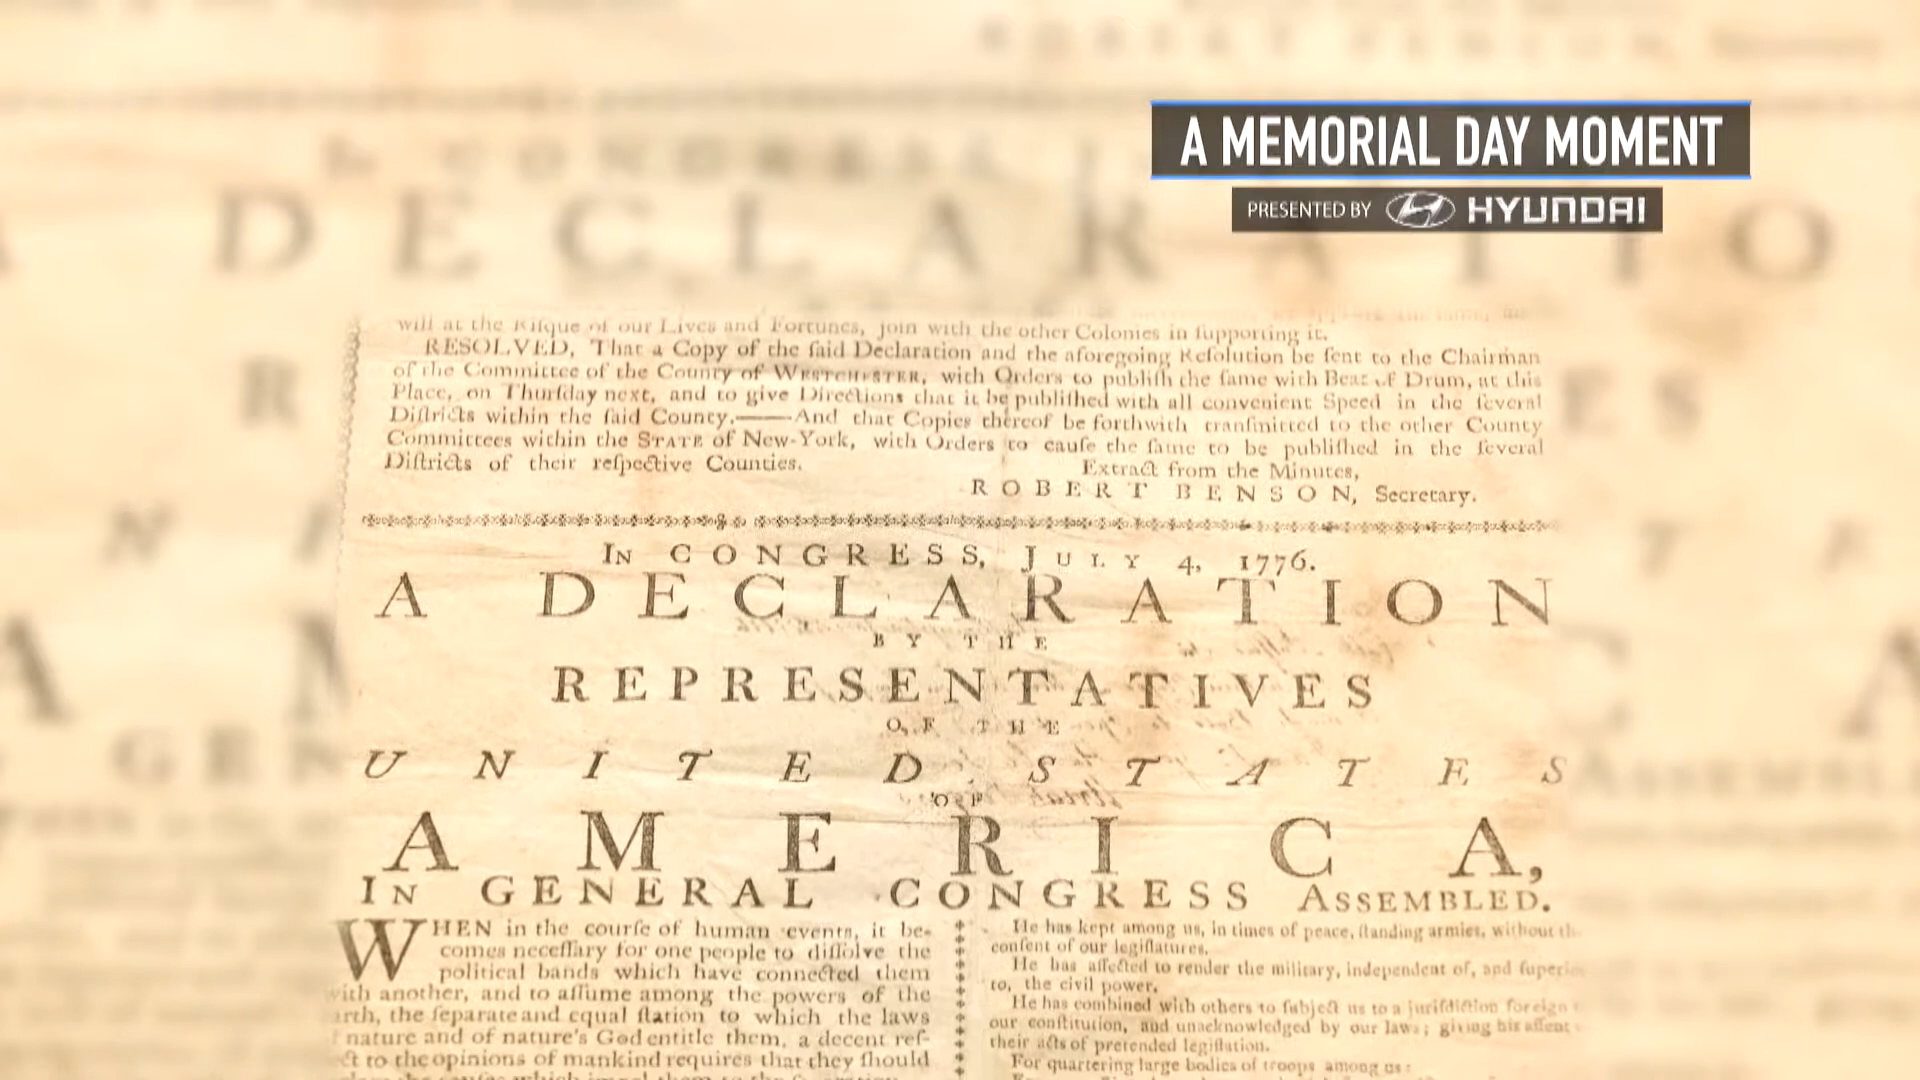 A MEMORIAL DAY MOMENT
PRESENTED BY HYUNDAI
will at the Risque of our Lives and Fortunes, join with the other Colonies in ſupporting it.
RESOLVED, That a Copy of the ſaid Declaration and the aforegoing Reſolution be ſent to the Chairman
of the Committee of the County of WESTCHESTER, with Orders to publiſh the ſame with Beat of Drum, at this
Place, on Thurſday next, and to give Directions that it be publiſhed with all convenient Speed in the ſeveral
Diſtricts within the ſaid County.——And that Copies thereof be forthwith tranſmitted to the other County
Committees within the STATE of New-York, with Orders to cauſe the ſame to be publiſhed in the ſeveral
Diſtricts of their reſpective Counties.
Extract from the Minutes,
ROBERT BENSON, Secretary.
IN CONGRESS, JULY 4, 1776.
A DECLARATION
BY THE
REPRESENTATIVES
OF THE
UNITED STATES
OF
AMERICA,
IN GENERAL CONGRESS ASSEMBLED.
WHEN in the courſe of human events, it be-
comes neceſſary for one people to diſſolve the
political bands which have connected them
with another, and to aſſume among the powers of the
arth, the ſeparate and equal ſtation to which the laws
nature and of nature's God entitle them, a decent reſ-
ct to the opinions of mankind requires that they ſhould
He has kept among us, in times of peace, ſtanding armies, without th
conſent of our legiſlatures.
He has affected to render the military, independent of, and ſuperio
to, the civil power.
He has combined with others to ſubject us to a juriſdiction foreign
our conſtitution, and unacknowledged by our laws; giving his aſſent
their acts of pretended legiſlation.
For quartering large bodies of troops among us: